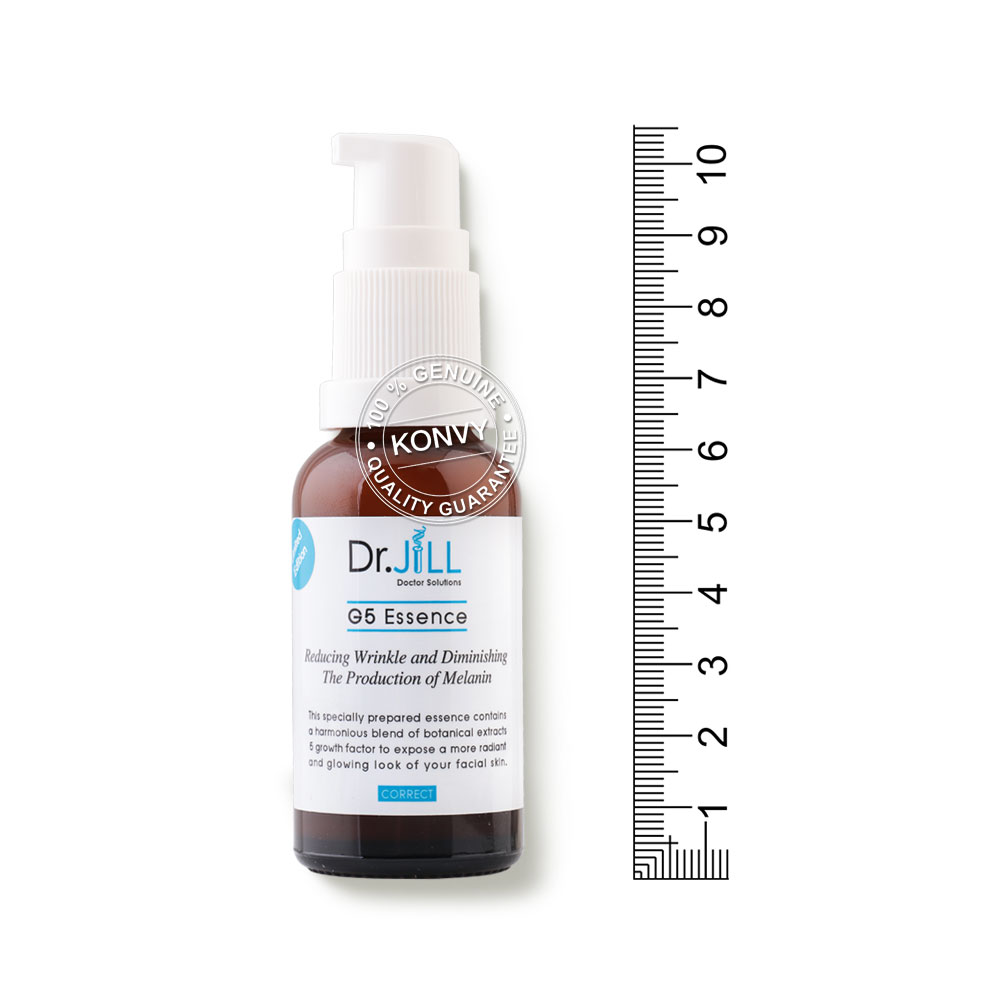 100 % GENUINE
KONVY
QUALITY GUARANTEE
Dr.JILL
Doctor Solutions
G5 Essence
Reducing Wrinkle and Diminishing
The Production of Melanin
This specially prepared essence contains
a harmonious blend of botanical extracts
5 growth factor to expose a more radiant
and glowing look of your facial skin.
CORRECT
10
9
8
7
6
5
4
3
2
1